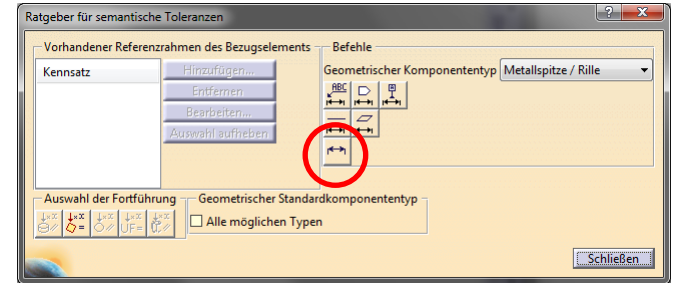 Ratgeber für semantische Toleranzen
Vorhandener Referenzrahmen des Bezugselements
Kennsatz
Hinzufügen...
Entfernen
Bearbeiten...
Auswahl aufheben
Befehle
Geometrischer Komponententyp Metallspitze / Rille
ABC
Auswahl der Fortführung
UF=
Geometrischer Standardkomponententyp
Alle möglichen Typen
Schließen